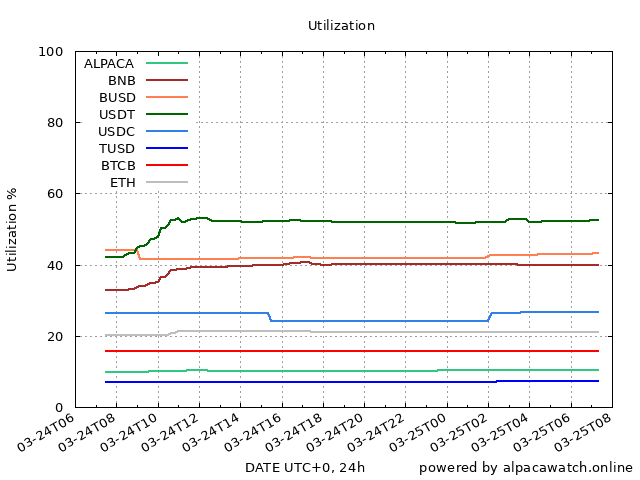 Utilization
Utilization %
100
80
60
40
20
0
ALPACA
BNB
BUSD
USDT
USDC
TUSD
BTCB
ETH
03-24T06
03-24T08
03-24T10
03-24T12
03-24T14
03-24T16
03-24T18
03-24T20
03-24T22
03-25T00
03-25T02
03-25T04
03-25T06
03-25T08
DATE UTC+0, 24h
powered by alpacawatch.online